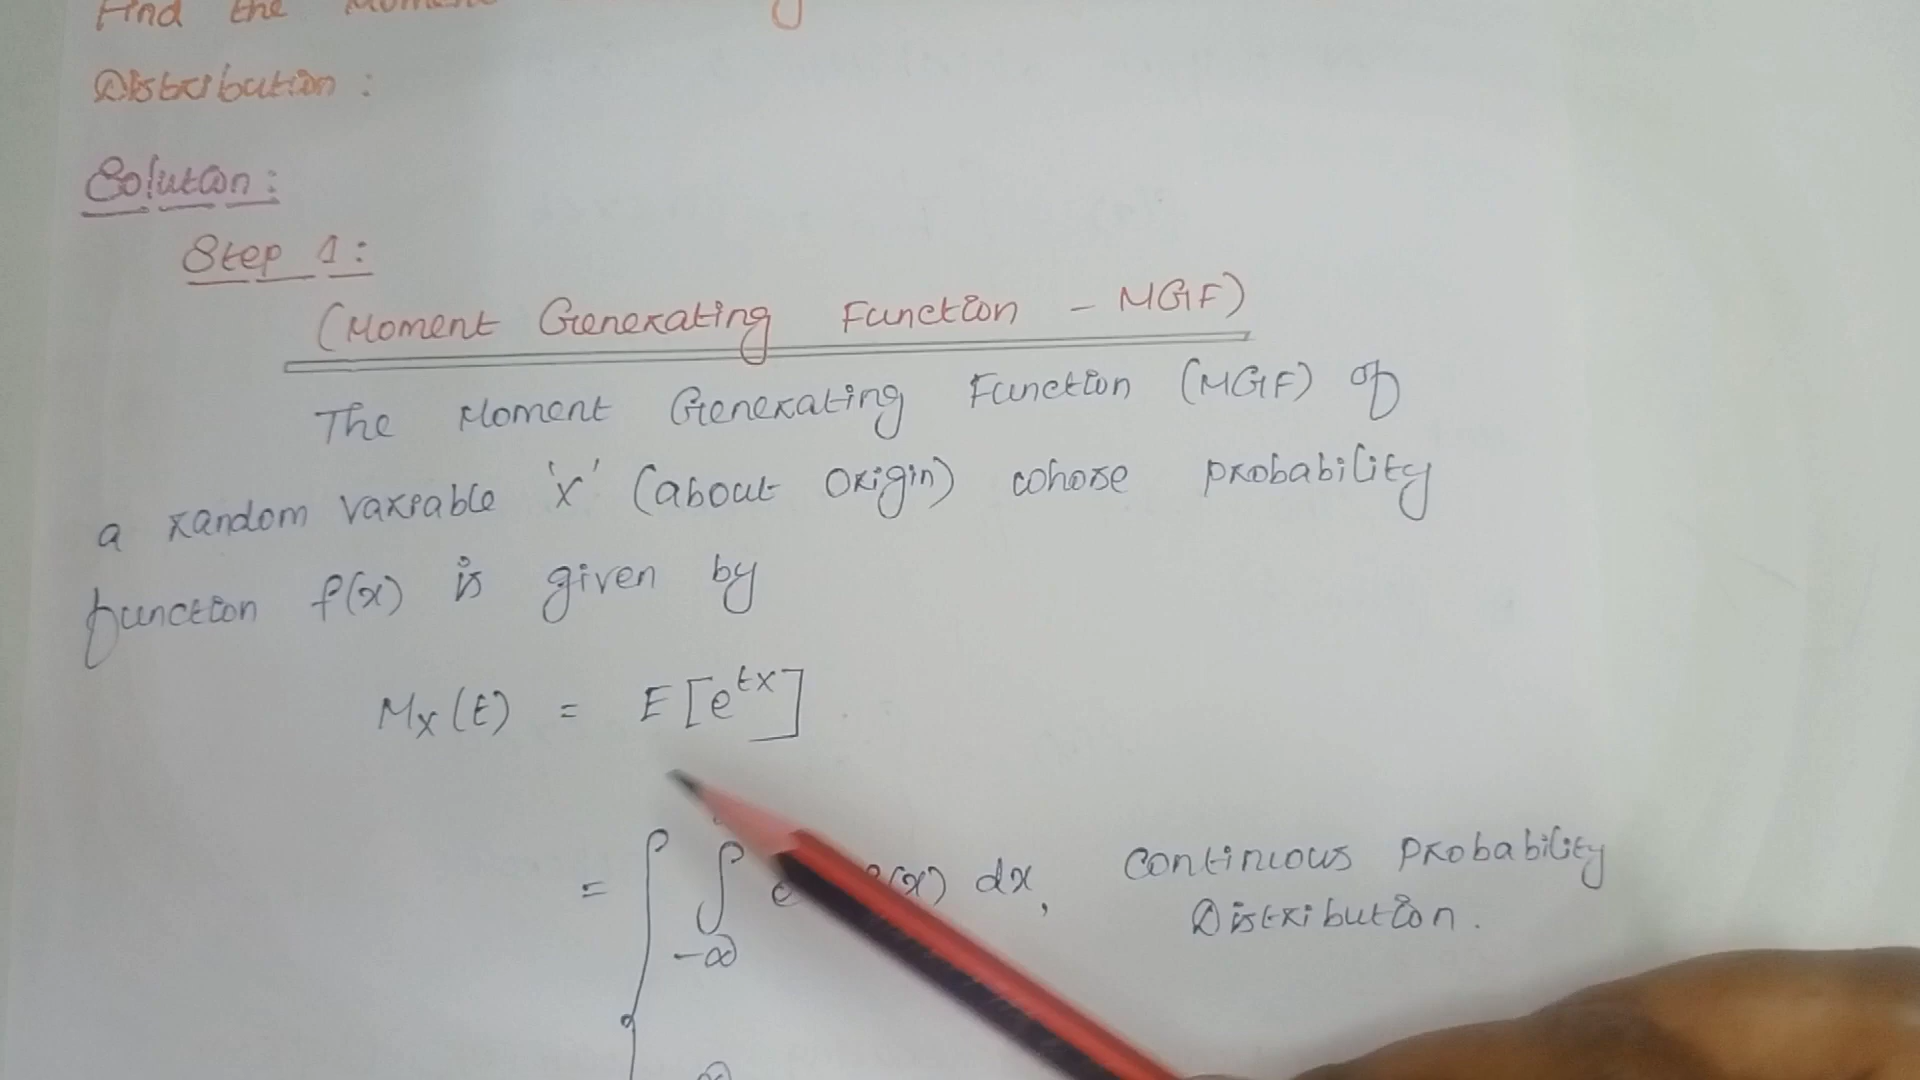 Find the Moment
Distribution :
Solution :
Step 1 :
(Moment Generating Function - MGF)
The Moment Generating Function (MGF) of
a random variable 'X' (about origin) whose probability
function f(x) is given by
Mx(t) = E[e^tx]
= ∫ e f(x) dx, Continuous Probability
-∞ Distribution.
∞